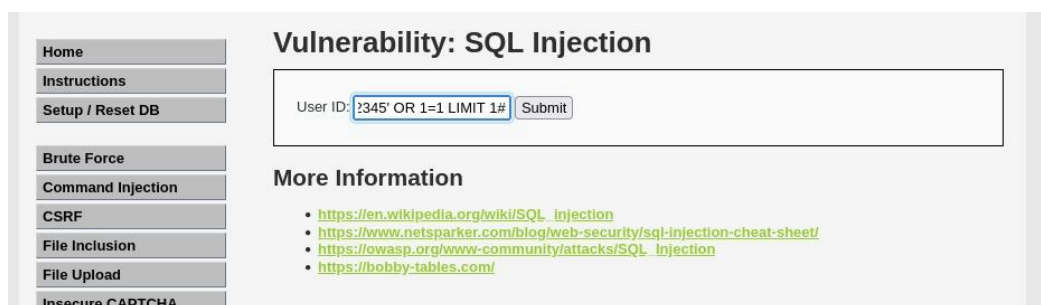 Home
Instructions
Setup / Reset DB
Brute Force
Command Injection
CSRF
File Inclusion
File Upload
Insecure CAPTCHA
Vulnerability: SQL Injection
User ID: 2345' OR 1=1 LIMIT 1# Submit
More Information
https://en.wikipedia.org/wiki/SQL_injection
https://www.netsparker.com/blog/web-security/sql-injection-cheat-sheet/
https://owasp.org/www-community/attacks/SQL_Injection
https://bobby-tables.com/